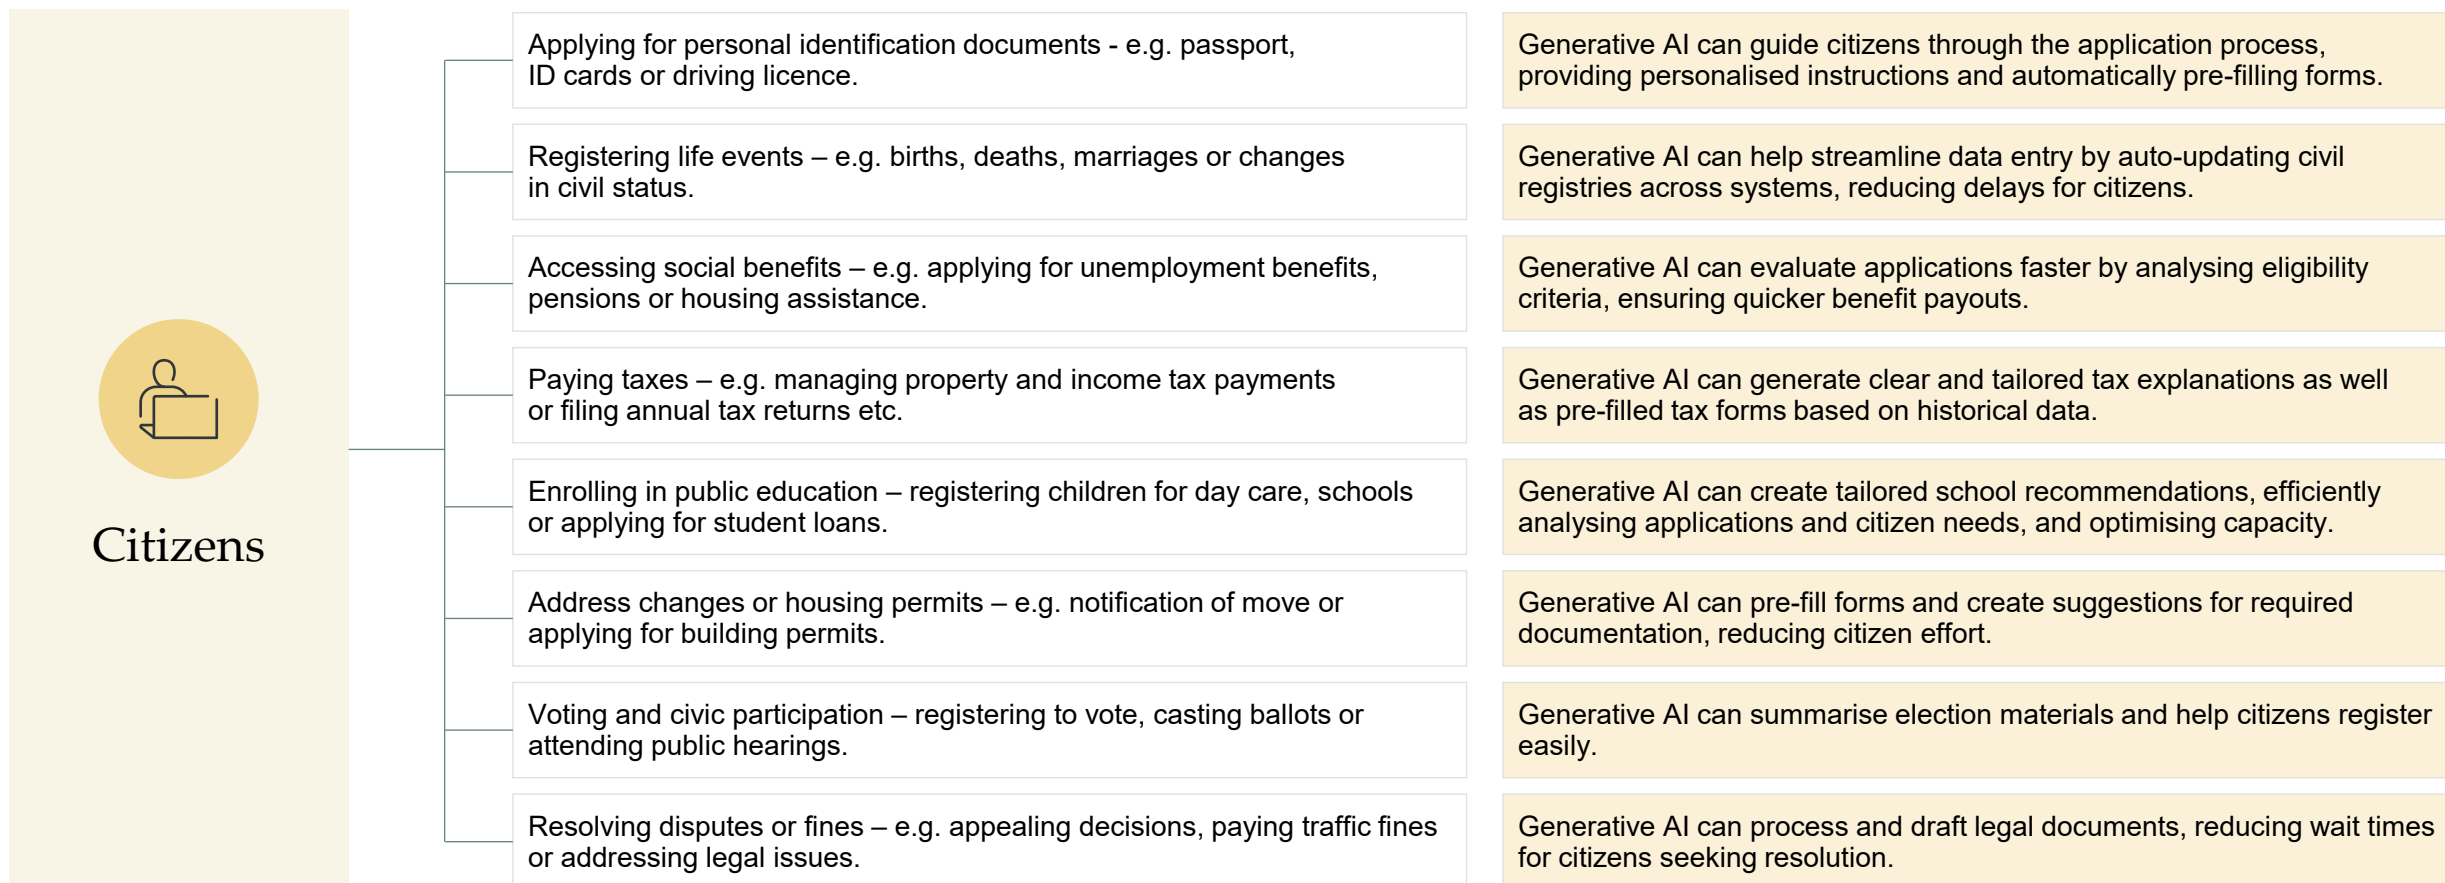 Citizens
Applying for personal identification documents - e.g. passport,
ID cards or driving licence.
Generative AI can guide citizens through the application process,
providing personalised instructions and automatically pre-filling forms.
Registering life events – e.g. births, deaths, marriages or changes
in civil status.
Generative AI can help streamline data entry by auto-updating civil
registries across systems, reducing delays for citizens.
Accessing social benefits – e.g. applying for unemployment benefits,
pensions or housing assistance.
Generative AI can evaluate applications faster by analysing eligibility
criteria, ensuring quicker benefit payouts.
Paying taxes – e.g. managing property and income tax payments
or filing annual tax returns etc.
Generative AI can generate clear and tailored tax explanations as well
as pre-filled tax forms based on historical data.
Enrolling in public education – registering children for day care, schools
or applying for student loans.
Generative AI can create tailored school recommendations, efficiently
analysing applications and citizen needs, and optimising capacity.
Address changes or housing permits – e.g. notification of move or
applying for building permits.
Generative AI can pre-fill forms and create suggestions for required
documentation, reducing citizen effort.
Voting and civic participation – registering to vote, casting ballots or
attending public hearings.
Generative AI can summarise election materials and help citizens register
easily.
Resolving disputes or fines – e.g. appealing decisions, paying traffic fines
or addressing legal issues.
Generative AI can process and draft legal documents, reducing wait times
for citizens seeking resolution.